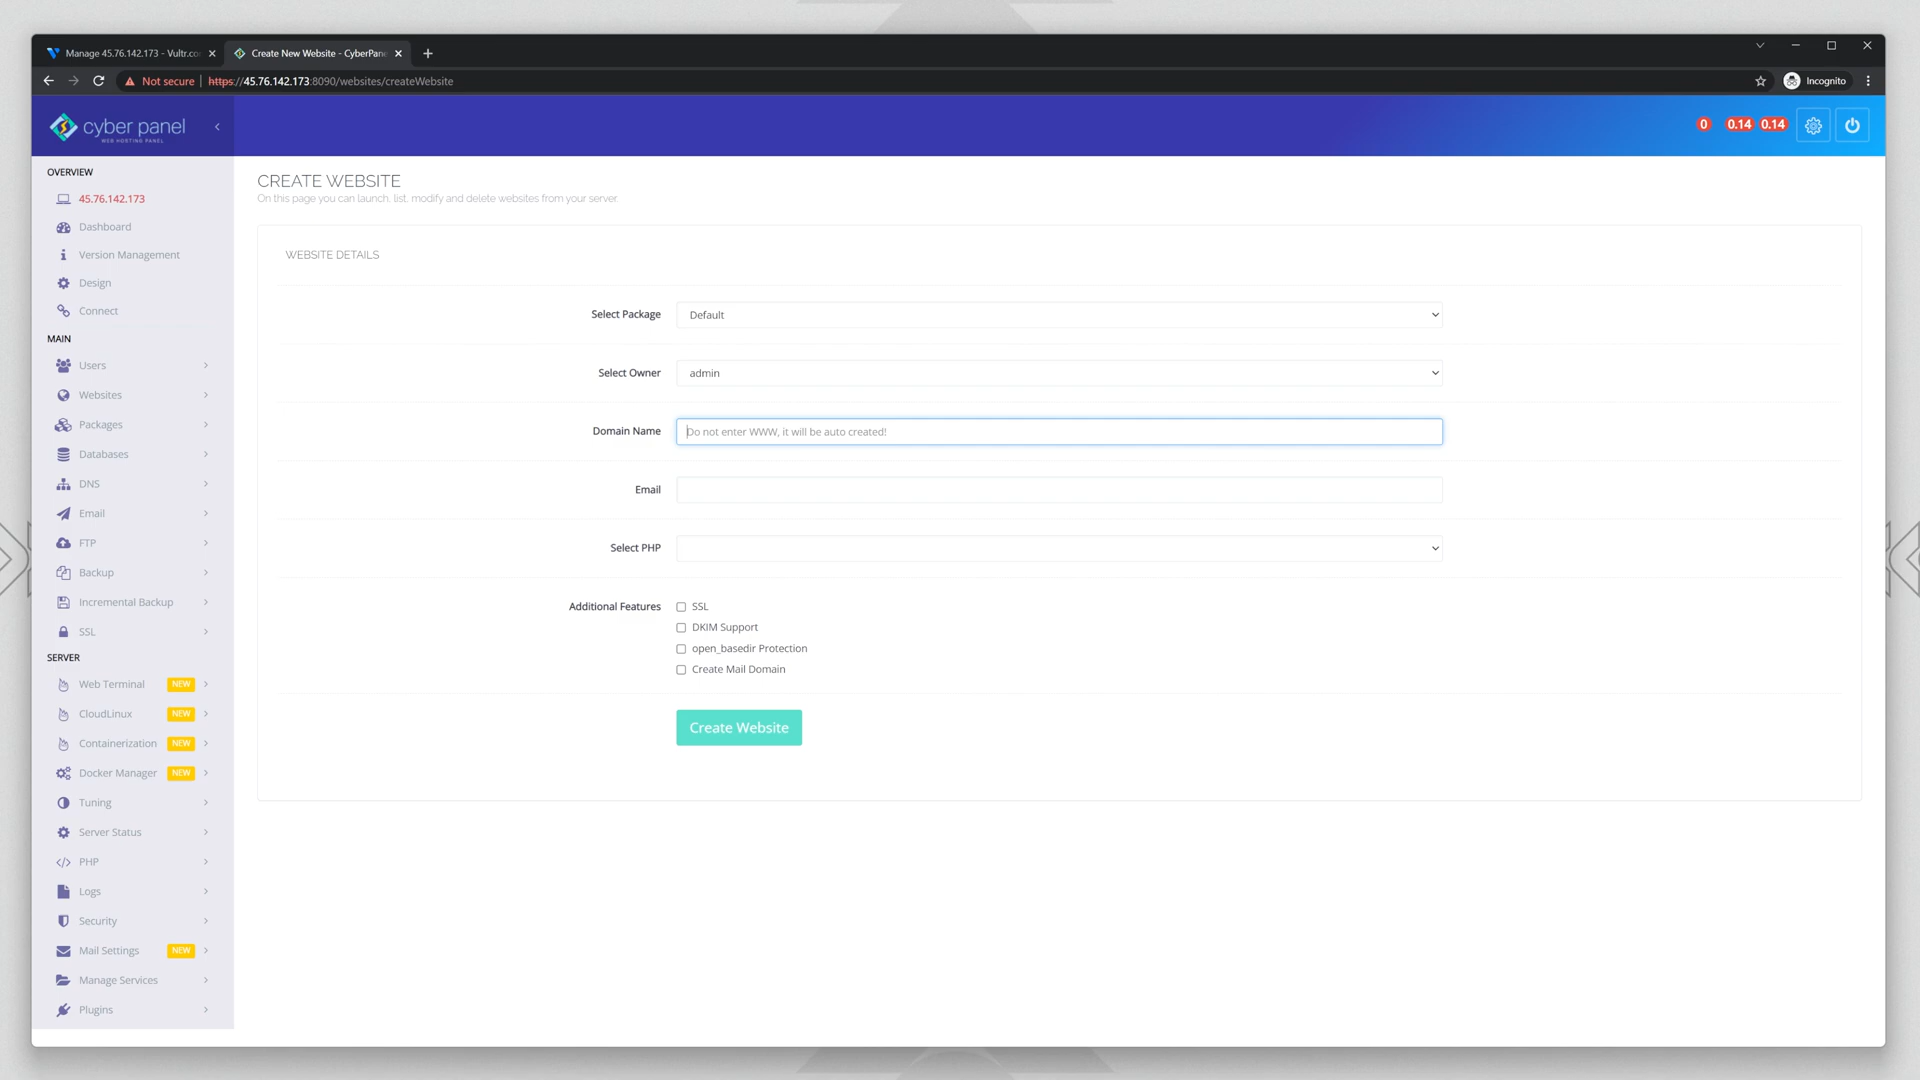 Manage 45.76.142.173 - Vultr.co
Create New Website - CyberPane
Not secure
https://45.76.142.173:8090/websites/createWebsite
Incognito
cyber panel
WEB HOSTING PANEL
0
0.14
0.14
OVERVIEW
45.76.142.173
Dashboard
Version Management
Design
Connect
MAIN
Users
Websites
Packages
Databases
DNS
Email
FTP
Backup
Incremental Backup
SSL
SERVER
Web Terminal NEW
CloudLinux NEW
Containerization NEW
Docker Manager NEW
Tuning
Server Status
PHP
Logs
Security
Mail Settings NEW
Manage Services
Plugins
CREATE WEBSITE
On this page you can launch, list, modify and delete websites from your server.
WEBSITE DETAILS
Select Package
Default
Select Owner
admin
Domain Name
Do not enter WWW, it will be auto created!
Email
Select PHP
Additional Features
SSL
DKIM Support
open_basedir Protection
Create Mail Domain
Create Website